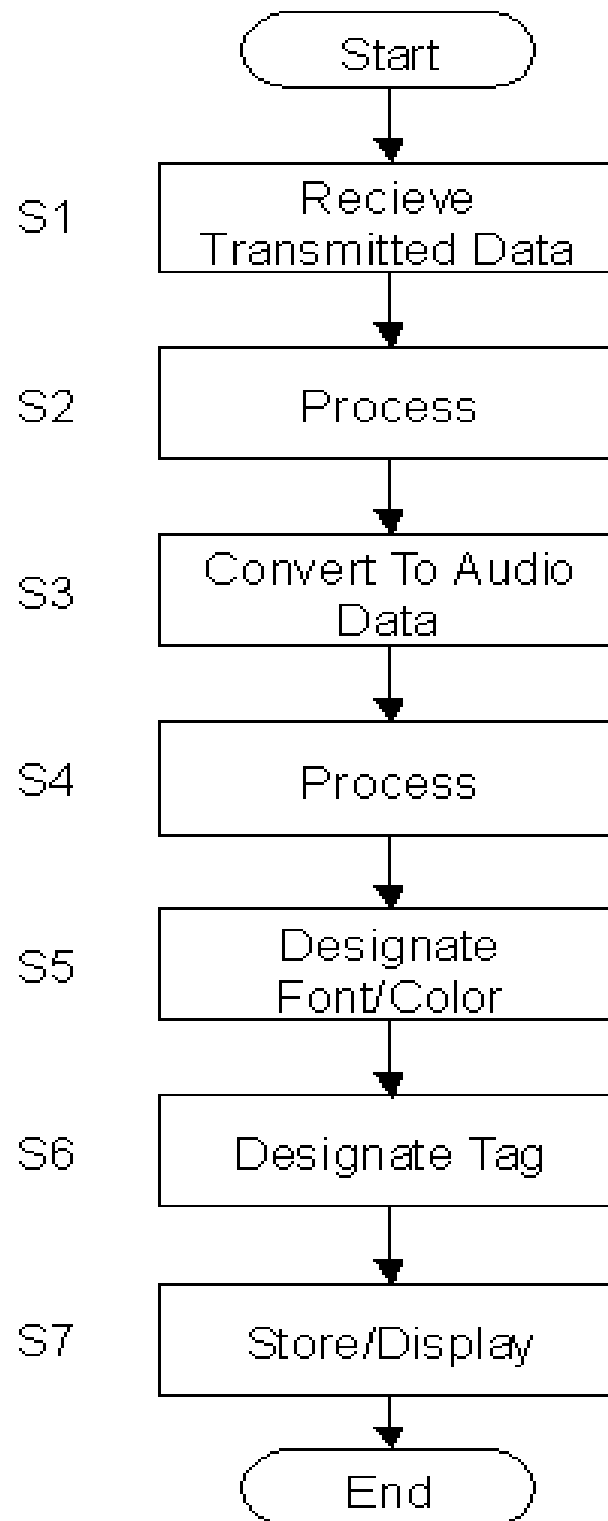 Start
S1
Recieve
Transmitted Data
S2
Process
S3
Convert To Audio
Data
S4
Process
S5
Designate
Font/Color
S6
Designate Tag
S7
Store/Display
End